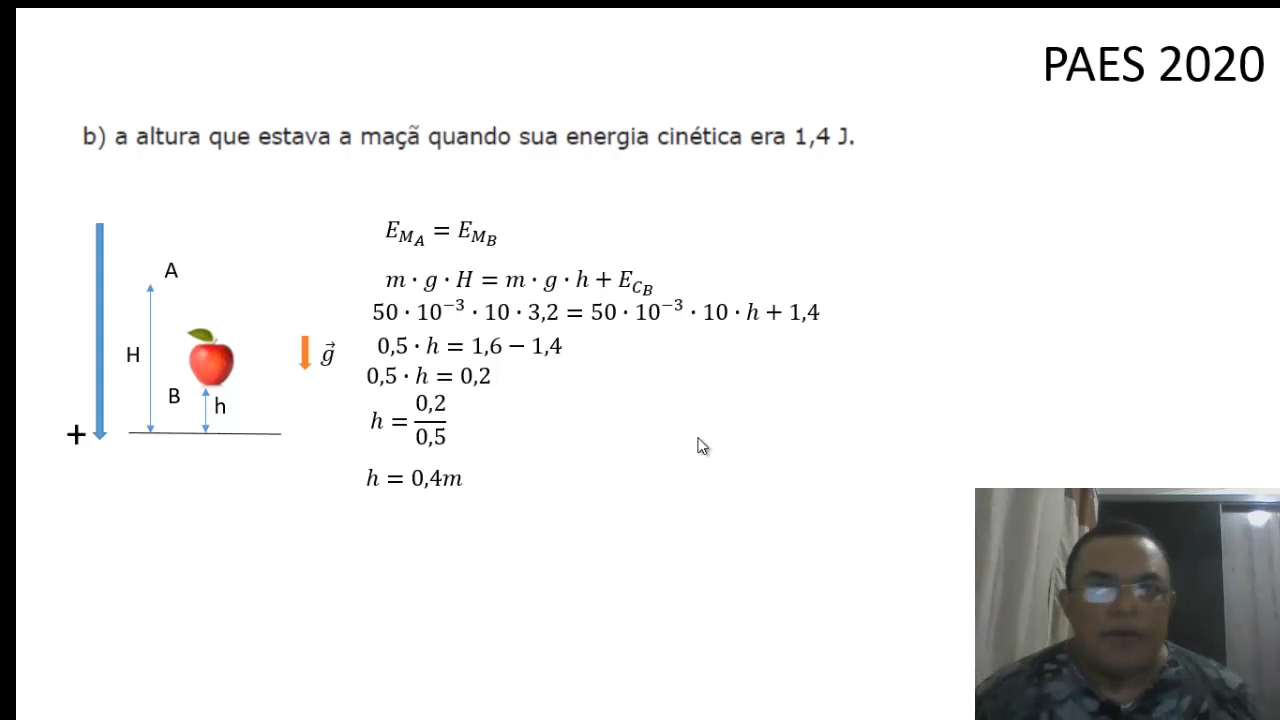 PAES 2020
b) a altura que estava a maçã quando sua energia cinética era 1,4 J.
A
H
B
h
+
g⃗
E_{M_A} = E_{M_B}
m · g · H = m · g · h + E_{C_B}
50 · 10⁻³ · 10 · 3,2 = 50 · 10⁻³ · 10 · h + 1,4
0,5 · h = 1,6 − 1,4
0,5 · h = 0,2
h = 0,2/0,5
h = 0,4m